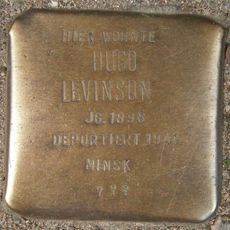 HIER WOHNTE
HUGO
LEVINSON
JG. 1898
DEPORTIERT 1941
MINSK
???